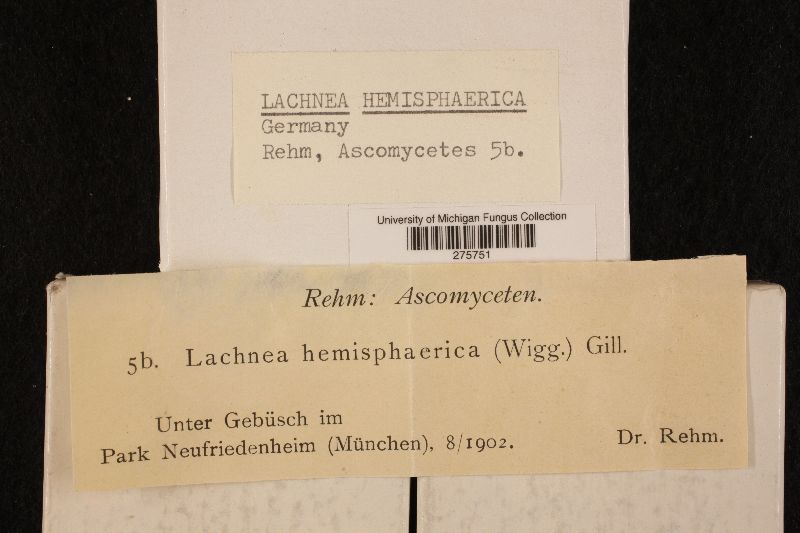 LACHNEA HEMISPHAERICA
Germany
Rehm, Ascomycetes 5b.
University of Michigan Fungus Collection
275751
Rehm: Ascomyceten.
5b. Lachnea hemisphaerica (Wigg.) Gill.
Unter Gebüsch im
Park Neufriedenheim (München), 8/1902.
Dr. Rehm.